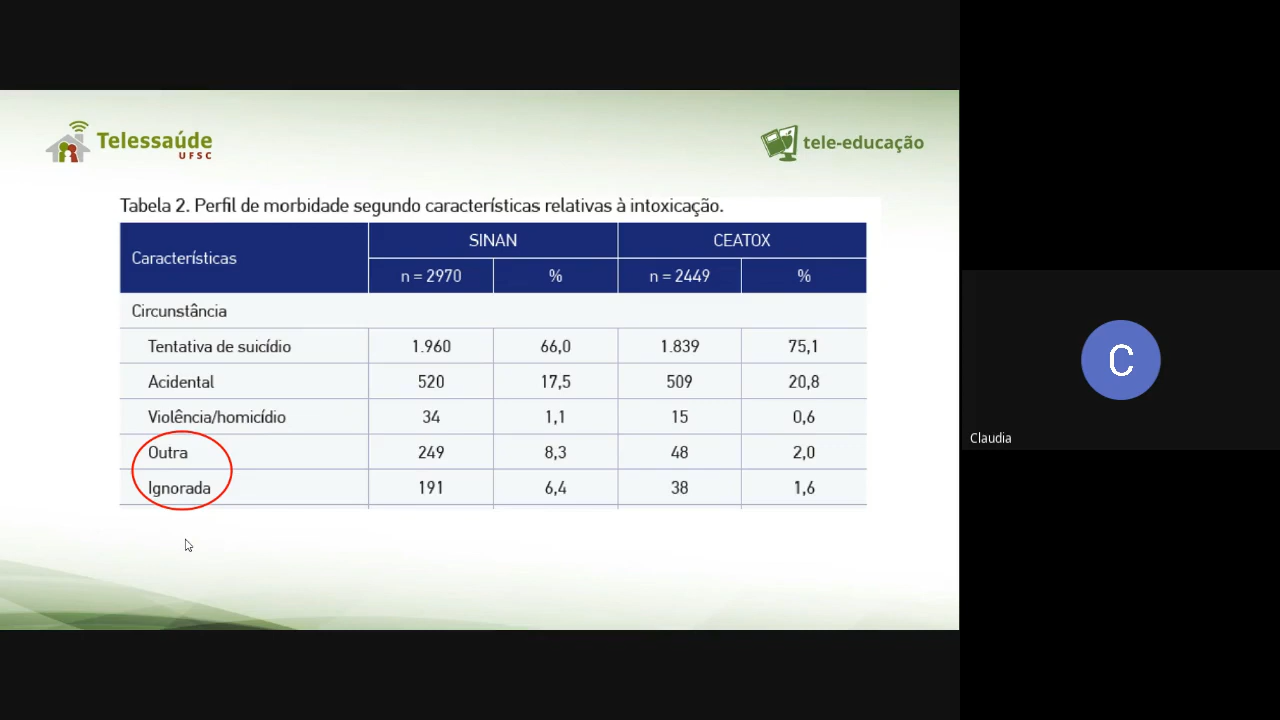 Telessaúde
UFSC
tele-educação
Tabela 2. Perfil de morbidade segundo características relativas à intoxicação.
Características SINAN CEATOX
n = 2970 % n = 2449 %
Circunstância
Tentativa de suicídio 1.960 66,0 1.839 75,1
Acidental 520 17,5 509 20,8
Violência/homicídio 34 1,1 15 0,6
Outra 249 8,3 48 2,0
Ignorada 191 6,4 38 1,6
C
Claudia